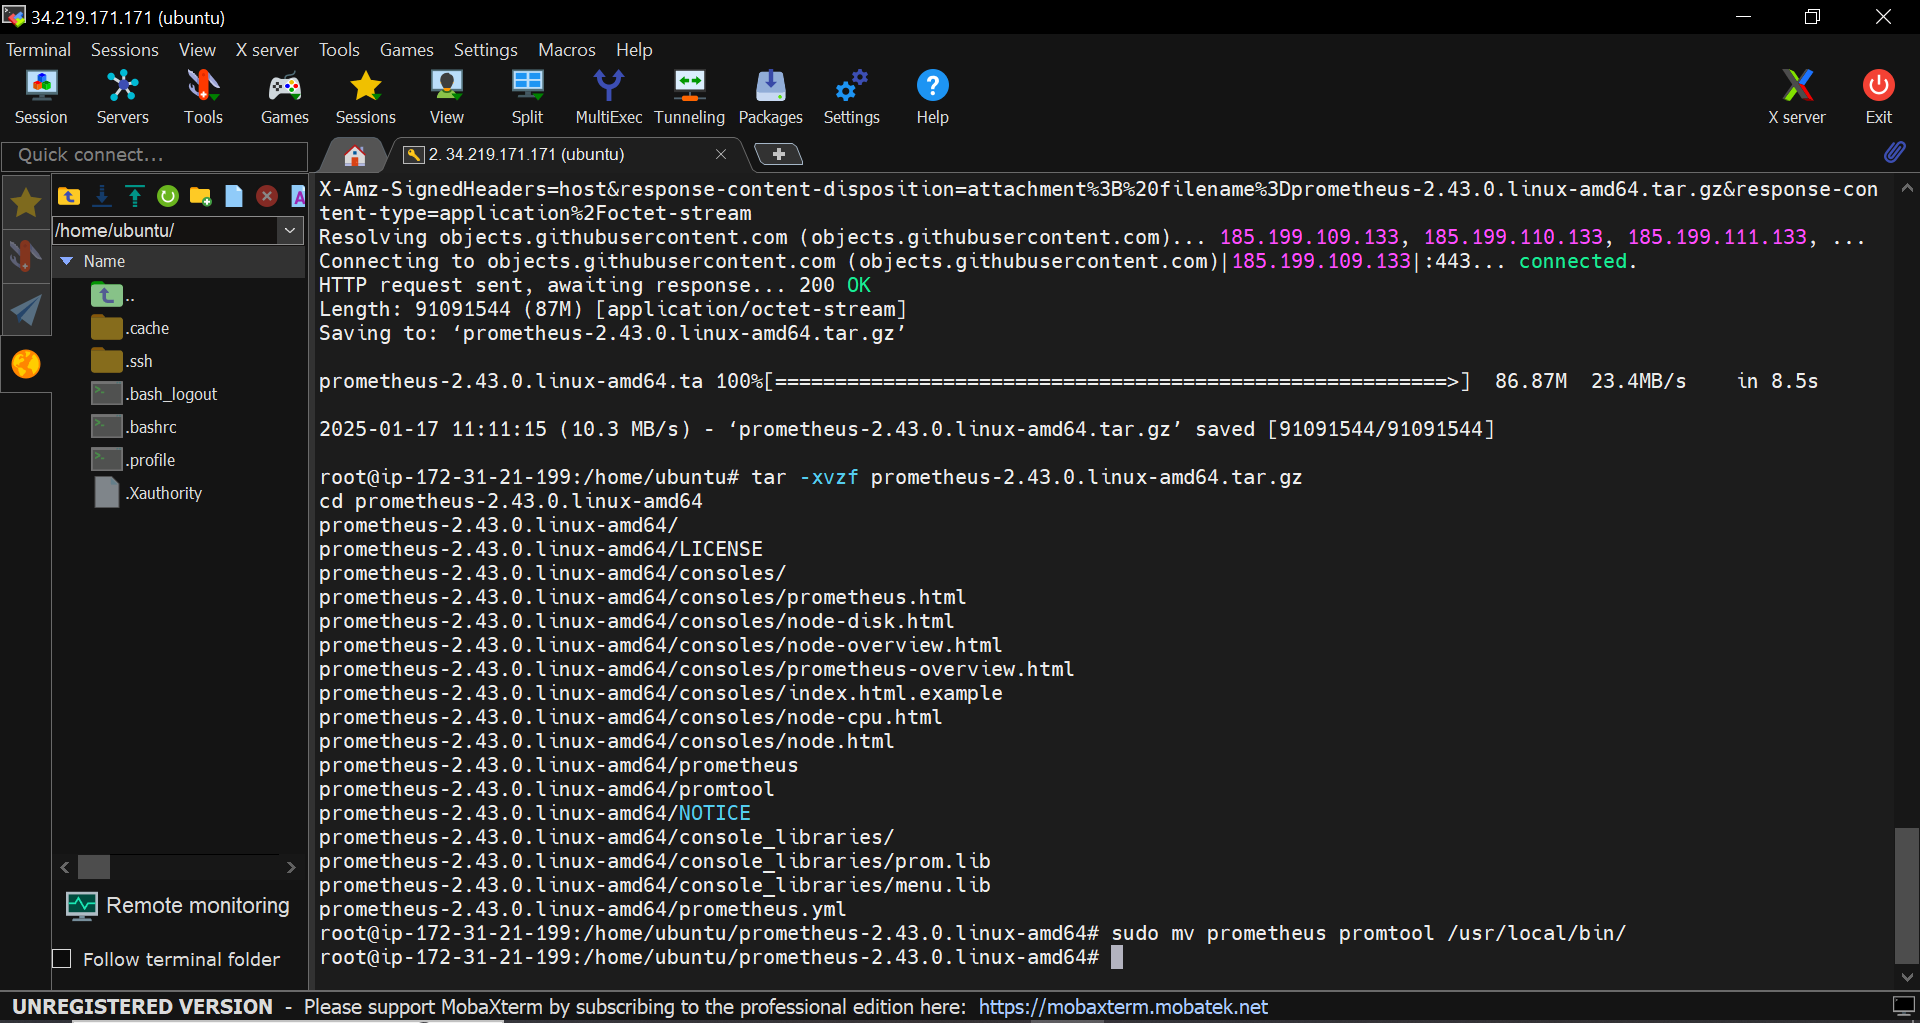 34.219.171.171 (ubuntu)
Terminal Sessions View X server Tools Games Settings Macros Help
Session Servers Tools Games Sessions View Split MultiExec Tunneling Packages Settings Help X server Exit
Quick connect...
2. 34.219.171.171 (ubuntu)
/home/ubuntu/
Name
..
.cache
.ssh
.bash_logout
.bashrc
.profile
.Xauthority
Remote monitoring
Follow terminal folder
X-Amz-SignedHeaders=host&response-content-disposition=attachment%3B%20filename%3Dprometheus-2.43.0.linux-amd64.tar.gz&response-con
tent-type=application%2Foctet-stream
Resolving objects.githubusercontent.com (objects.githubusercontent.com)... 185.199.109.133, 185.199.110.133, 185.199.111.133, ...
Connecting to objects.githubusercontent.com (objects.githubusercontent.com)|185.199.109.133|:443... connected.
HTTP request sent, awaiting response... 200 OK
Length: 91091544 (87M) [application/octet-stream]
Saving to: ‘prometheus-2.43.0.linux-amd64.tar.gz’
prometheus-2.43.0.linux-amd64.ta 100%[========================================================>] 86.87M 23.4MB/s in 8.5s
2025-01-17 11:11:15 (10.3 MB/s) - ‘prometheus-2.43.0.linux-amd64.tar.gz’ saved [91091544/91091544]
root@ip-172-31-21-199:/home/ubuntu# tar -xvzf prometheus-2.43.0.linux-amd64.tar.gz
cd prometheus-2.43.0.linux-amd64
prometheus-2.43.0.linux-amd64/
prometheus-2.43.0.linux-amd64/LICENSE
prometheus-2.43.0.linux-amd64/consoles/
prometheus-2.43.0.linux-amd64/consoles/prometheus.html
prometheus-2.43.0.linux-amd64/consoles/node-disk.html
prometheus-2.43.0.linux-amd64/consoles/node-overview.html
prometheus-2.43.0.linux-amd64/consoles/prometheus-overview.html
prometheus-2.43.0.linux-amd64/consoles/index.html.example
prometheus-2.43.0.linux-amd64/consoles/node-cpu.html
prometheus-2.43.0.linux-amd64/consoles/node.html
prometheus-2.43.0.linux-amd64/prometheus
prometheus-2.43.0.linux-amd64/promtool
prometheus-2.43.0.linux-amd64/NOTICE
prometheus-2.43.0.linux-amd64/console_libraries/
prometheus-2.43.0.linux-amd64/console_libraries/prom.lib
prometheus-2.43.0.linux-amd64/console_libraries/menu.lib
prometheus-2.43.0.linux-amd64/prometheus.yml
root@ip-172-31-21-199:/home/ubuntu/prometheus-2.43.0.linux-amd64# sudo mv prometheus promtool /usr/local/bin/
root@ip-172-31-21-199:/home/ubuntu/prometheus-2.43.0.linux-amd64#
UNREGISTERED VERSION - Please support MobaXterm by subscribing to the professional edition here: https://mobaxterm.mobatek.net